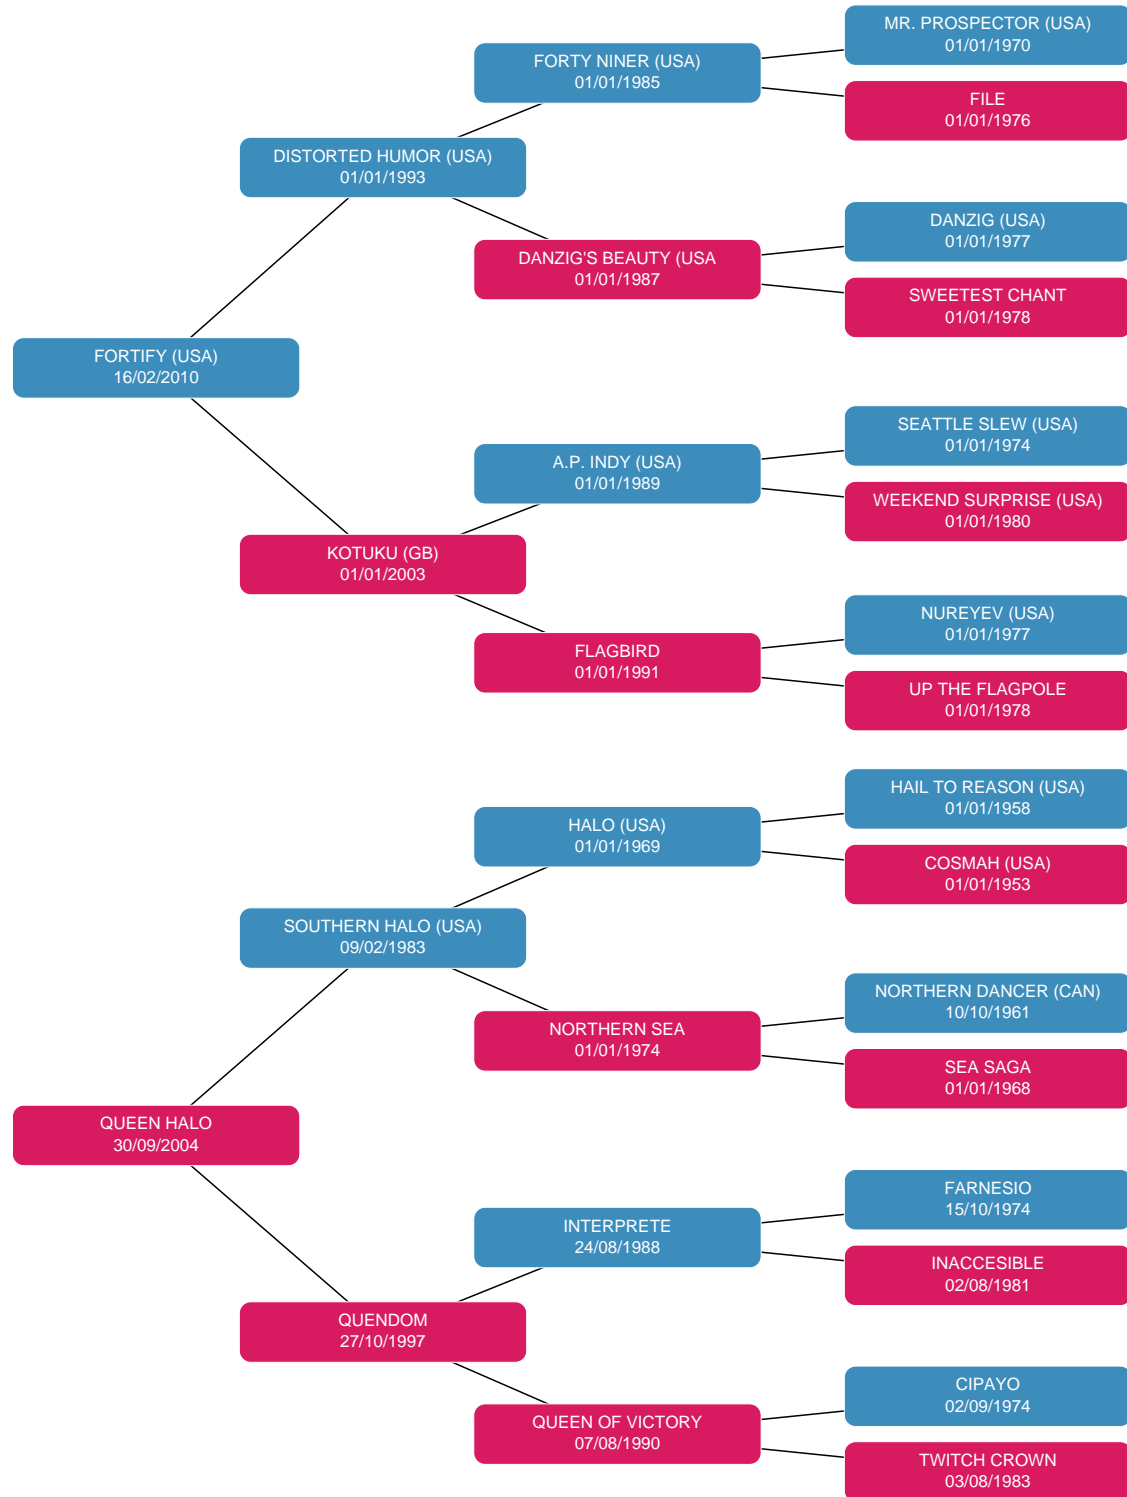 MR. PROSPECTOR (USA)
01/01/1970
FORTY NINER (USA)
01/01/1985
FILE
01/01/1976
DISTORTED HUMOR (USA)
01/01/1993
DANZIG (USA)
01/01/1977
DANZIG'S BEAUTY (USA
01/01/1987
SWEETEST CHANT
01/01/1978
FORTIFY (USA)
16/02/2010
SEATTLE SLEW (USA)
01/01/1974
A.P. INDY (USA)
01/01/1989
WEEKEND SURPRISE (USA)
01/01/1980
KOTUKU (GB)
01/01/2003
NUREYEV (USA)
01/01/1977
FLAGBIRD
01/01/1991
UP THE FLAGPOLE
01/01/1978
HAIL TO REASON (USA)
01/01/1958
HALO (USA)
01/01/1969
COSMAH (USA)
01/01/1953
SOUTHERN HALO (USA)
09/02/1983
NORTHERN DANCER (CAN)
10/10/1961
NORTHERN SEA
01/01/1974
SEA SAGA
01/01/1968
QUEEN HALO
30/09/2004
FARNESIO
15/10/1974
INTERPRETE
24/08/1988
INACCESIBLE
02/08/1981
QUENDOM
27/10/1997
CIPAYO
02/09/1974
QUEEN OF VICTORY
07/08/1990
TWITCH CROWN
03/08/1983